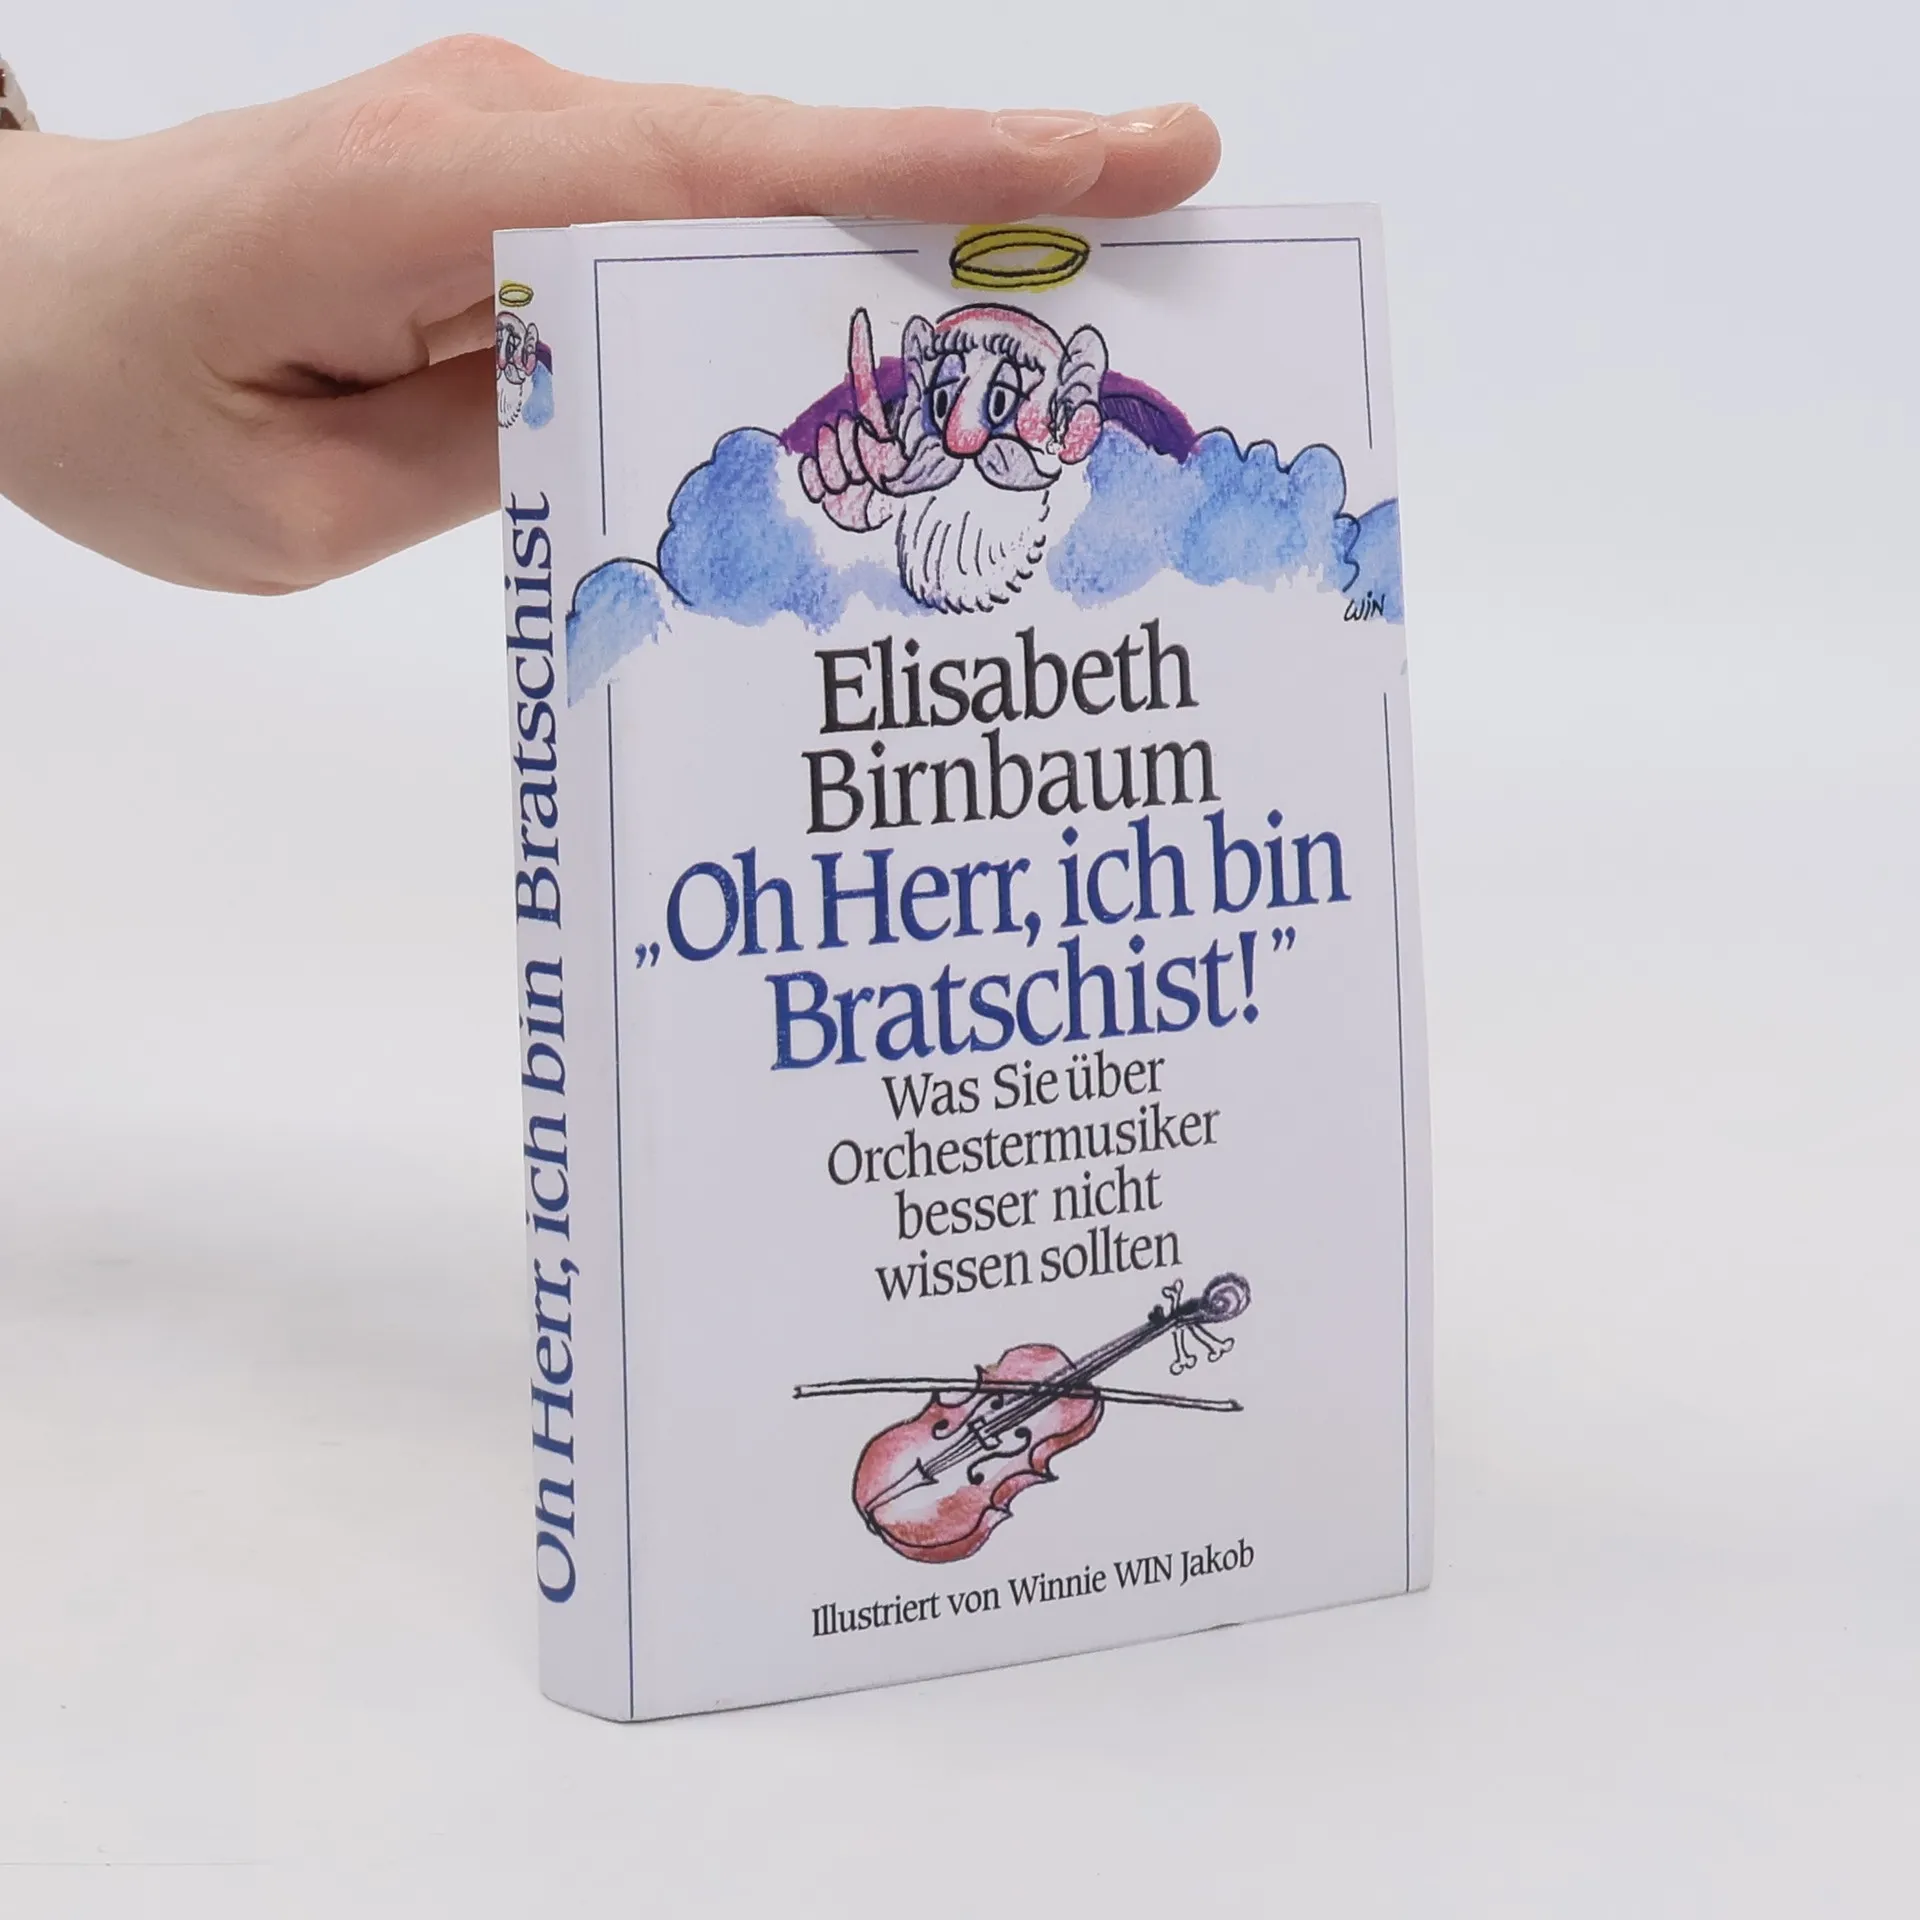 Oh Herr, ich bin Bratschist
WiN
Elisabeth
Birnbaum
„Oh Herr, ich bin
Bratschist!”
Was Sie über
Orchestermusiker
besser nicht
wissen sollten
Illustriert von Winnie WIN Jakob